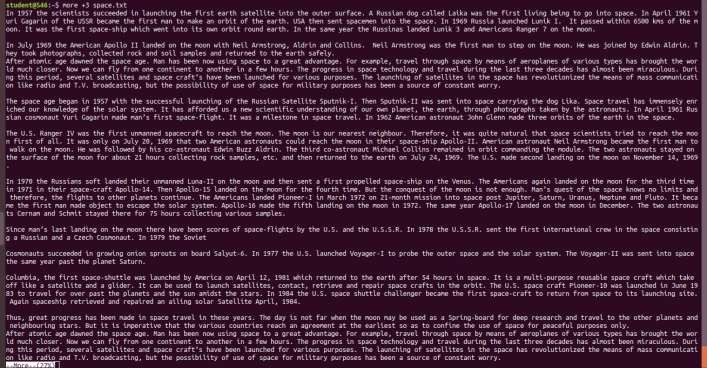 student@S40:~$ more +3 space.txt
In 1957 the scientists succeeded in launching the first earth satellite into the outer surface. A Russian dog called Laika was the first living being to go into space. In April 1961 Y
uri Gagarin of the USSR became the first man to make an orbit of the earth. USA then sent spacemen into the space. In 1969 Russia launched Lunik I.  It passed within 6500 kms of the m
oon. It was the first space-ship which went into its own orbit round earth. In the same year the Russinas landed Lunik 3 and Americans Ranger 7 on the moon.

In July 1969 the American Apollo II landed on the moon with Neil Armstrong, Aldrin and Collins.  Neil Armstrong was the first man to step on the moon. He was joined by Edwin Aldrin. T
hey took photographs, collected rock and soil samples and returned to the earth safely.
After atomic age dawned the space age. Man has been now using space to a great advantage. For example, travel through space by means of aeroplanes of various types has brought the wor
ld much closer. Now we can fly from one continent to another in a few hours. The progress in space technology and travel during the last three decades has almost been miraculous. Duri
ng this period, several satellites and space craft's have been launched for various purposes. The launching of satellites in the space has revolutionized the means of mass communicati
on like radio and T.V. broadcasting, but the possibility of use of space for military purposes has been a source of constant worry.

The space age began in 1957 with the successful launching of the Russian Satellite Sputnik-I. Then Sputnik-II was sent into space carrying the dog Lika. Space travel has immensely enr
iched our knowledge of the solar system. It has afforded us a new scientific understanding of our own planet, the earth, through photographs taken by the astronauts. In April 1961 Rus
sian cosmonaut Yuri Gagarin made man's first space-flight. It was a milestone in space travel. In 1962 American astronaut John Glenn made three orbits of the earth in the space.

The U.S. Ranger IV was the first unmanned spacecraft to reach the moon. The moon is our nearest neighbour. Therefore, it was quite natural that space scientists tried to reach the moo
n first of all. It was only on July 20, 1969 that two American astronauts could reach the moon in their space-ship Apollo-II. American astronaut Neil Armstrong became the first man to
walk on the moon. He was followed by his co-astronaut Edwin Buzz Aldrin. The third co-astronaut Michael Collins remained in orbit commanding the module. The two astronauts stayed on
the surface of the moon for about 21 hours collecting rock samples, etc. and then returned to the earth on July 24, 1969. The U.S. made second landing on the moon on November 14, 1969
.

In 1970 the Russians soft landed their unmanned Luna-II on the moon and then sent a first propelled space-ship on the Venus. The Americans again landed on the moon for the third time
in 1971 in their space-craft Apollo-14. Then Apollo-15 landed on the moon for the fourth time. But the conquest of the moon is not enough. Man's quest of the space knows no limits and
therefore, the flights to other planets continue. The Americans landed Pioneer-I in March 1972 on 21-month mission into space post Jupiter, Saturn, Uranus, Neptune and Pluto. It beca
me the first man made object to escape the solar system. Apollo-16 made the fifth landing on the moon in 1972. The same year Apollo-17 landed on the moon in December. The two astronau
ts Cernam and Schmit stayed there for 75 hours collecting various samples.

Since man's last landing on the moon there have been scores of space-flights by the U.S. and the U.S.S.R. In 1978 the U.S.S.R. sent the first international crew in the space consistin
g a Russian and a Czech Cosmonaut. In 1979 the Soviet

Cosmonauts succeeded in growing onion sprouts on board Salyut-6. In 1977 the U.S. launched Voyager-I to probe the outer space and the solar system. The Voyager-II was sent into space
the same year past the planet Saturn.

Columbia, the first space-shuttle was launched by America on April 12, 1981 which returned to the earth after 54 hours in space. It is a multi-purpose reusable space craft which take
off like a satellite and a glider. It can be used to launch satellites, contact, retrieve and repair space crafts in the orbit. The U.S. space craft Pioneer-10 was launched in June 19
83 to travel for over past the planets and the sun amidst the stars. In 1984 the U.S. space shuttle challenger became the first space-craft to return from space to its launching site.
Again spaceship retrieved and repaired an ailing solar Satellite April, 1984.

Thus, great progress has been made in space travel in these years. The day is not far when the moon may be used as a Spring-board for deep research and travel to the other planets and
neighbouring stars. But it is imperative that the various countries reach an agreement at the earliest so as to confine the use of space for peaceful purposes only.
After atomic age dawned the space age. Man has been now using space to a great advantage. For example, travel through space by means of aeroplanes of various types has brought the wor
ld much closer. Now we can fly from one continent to another in a few hours. The progress in space technology and travel during the last three decades has almost been miraculous. Duri
ng this period, several satellites and space craft's have been launched for various purposes. The launching of satellites in the space has revolutionized the means of mass communicati
on like radio and T.V. broadcasting, but the possibility of use of space for military purposes has been a source of constant worry.
--More--(27%)